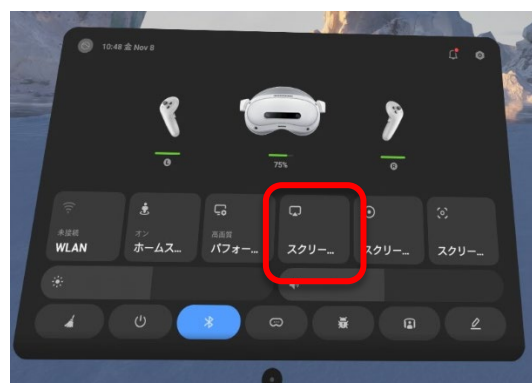 10:48 金 Nov 8
L
75%
R
未接続
WLAN
オン
ホームス...
高画質
パフォー...
スクリー...
スクリー...
スクリー...